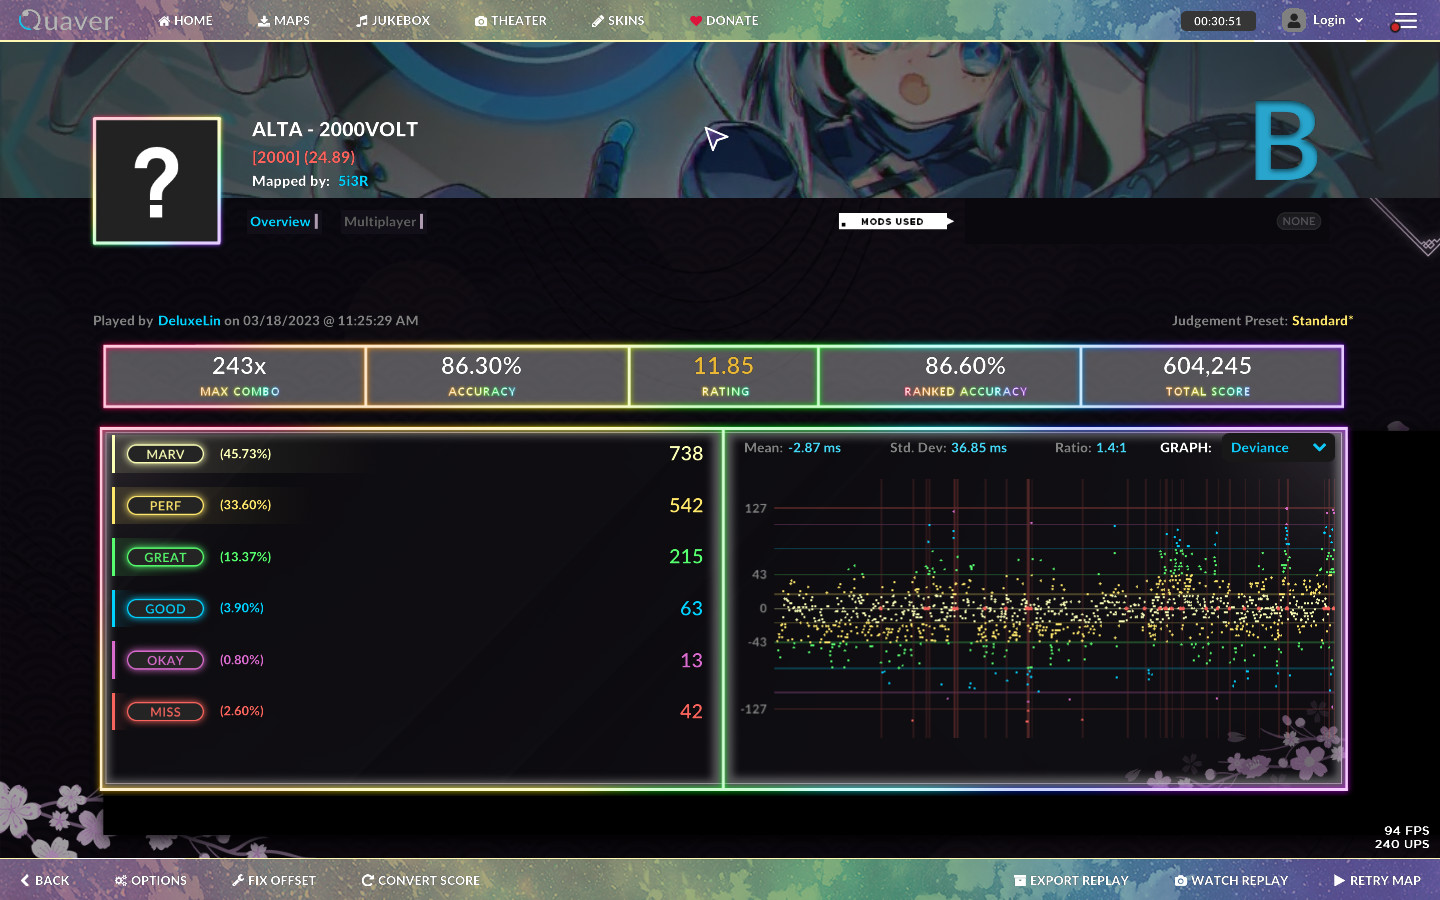 Quaver HOME MAPS JUKEBOX THEATER SKINS DONATE 00:30:51 Login
ALTA - 2000VOLT
[2000] (24.89)
Mapped by: 5i3R
B
?
Overview Multiplayer MODS USED NONE
Played by DeluxeLin on 03/18/2023 @ 11:25:29 AM Judgement Preset: Standard*
243x 86.30% 11.85 86.60% 604,245
MAX COMBO ACCURACY RATING RANKED ACCURACY TOTAL SCORE
MARV (45.73%) 738
PERF (33.60%) 542
GREAT (13.37%) 215
GOOD (3.90%) 63
OKAY (0.80%) 13
MISS (2.60%) 42
Mean: -2.87 ms Std. Dev: 36.85 ms Ratio: 1.4:1 GRAPH: Deviance
127
43
0
-43
-127
94 FPS
240 UPS
BACK OPTIONS FIX OFFSET CONVERT SCORE EXPORT REPLAY WATCH REPLAY RETRY MAP